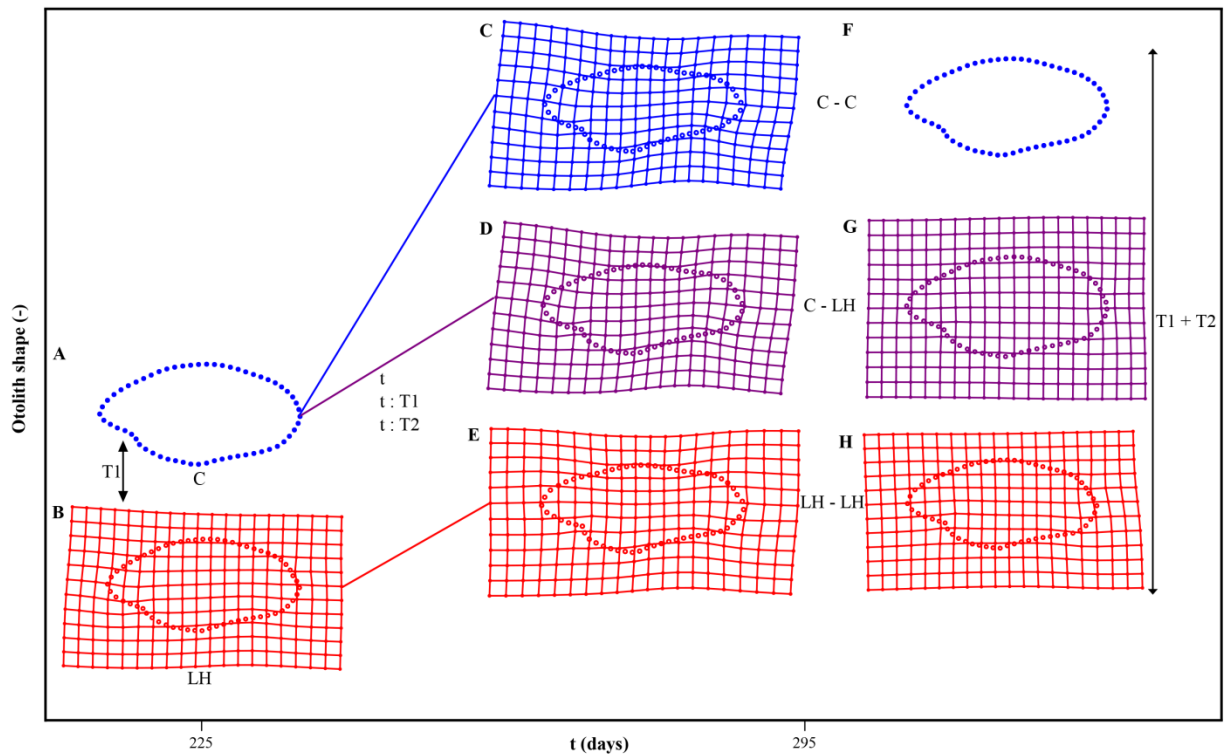 C
F
C - C
D
G
C - LH
T1 + T2
A
t
t : T1
t : T2
Otolith shape (-)
T1
C
E
H
LH - LH
B
LH
225
t (days)
295